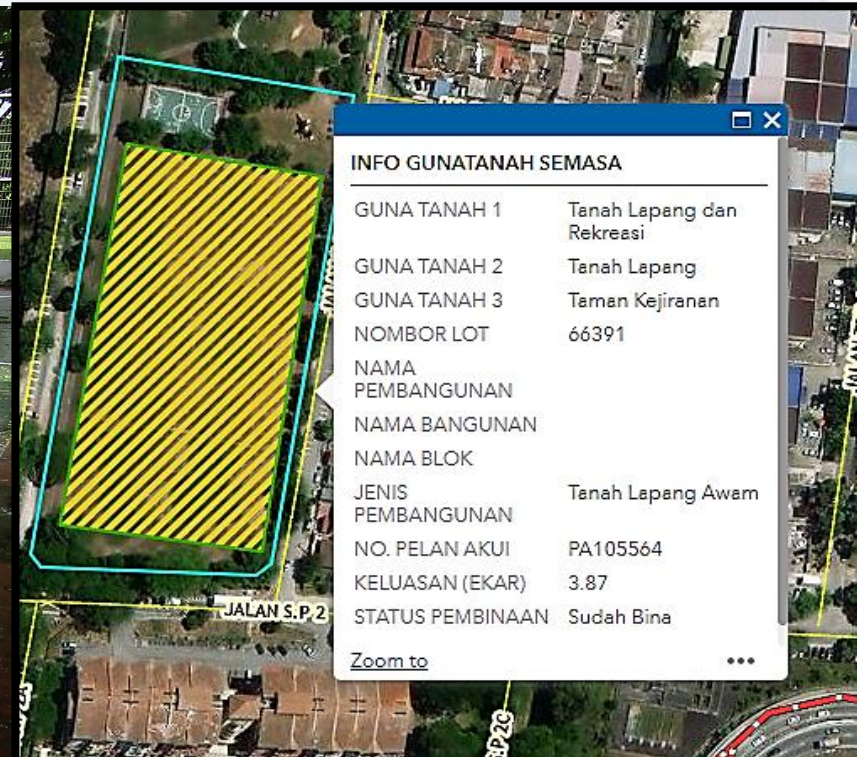 INFO GUNATANAH SEMASA
GUNA TANAH 1 Tanah Lapang dan
Rekreasi
GUNA TANAH 2 Tanah Lapang
GUNA TANAH 3 Taman Kejiranan
NOMBOR LOT 66391
NAMA
PEMBANGUNAN
NAMA BANGUNAN
NAMA BLOK
JENIS Tanah Lapang Awam
PEMBANGUNAN
NO. PELAN AKUI PA105564
KELUASAN (EKAR) 3.87
STATUS PEMBINAAN Sudah Bina
Zoom to
JALAN S.P 2